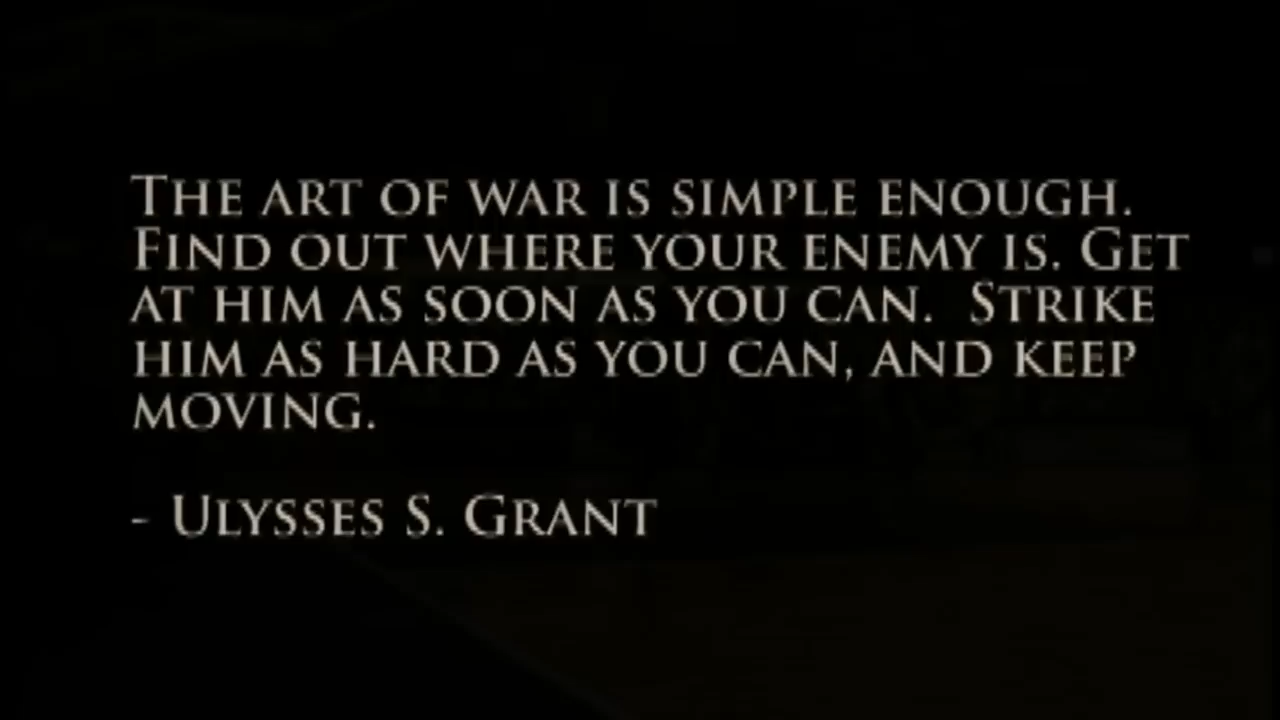 The art of war is simple enough.
Find out where your enemy is. Get
at him as soon as you can.  Strike
him as hard as you can, and keep
moving.
- Ulysses S. Grant